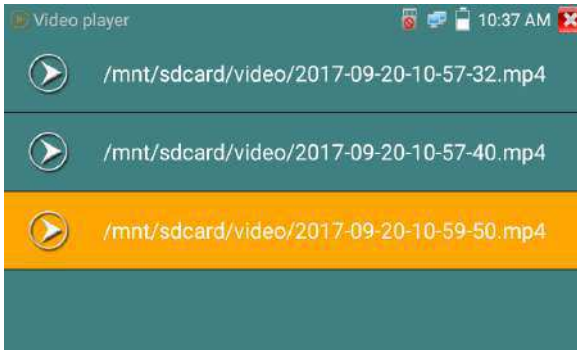 Video player
10:37 AM
/mnt/sdcard/video/2017-09-20-10-57-32.mp4
/mnt/sdcard/video/2017-09-20-10-57-40.mp4
/mnt/sdcard/video/2017-09-20-10-59-50.mp4